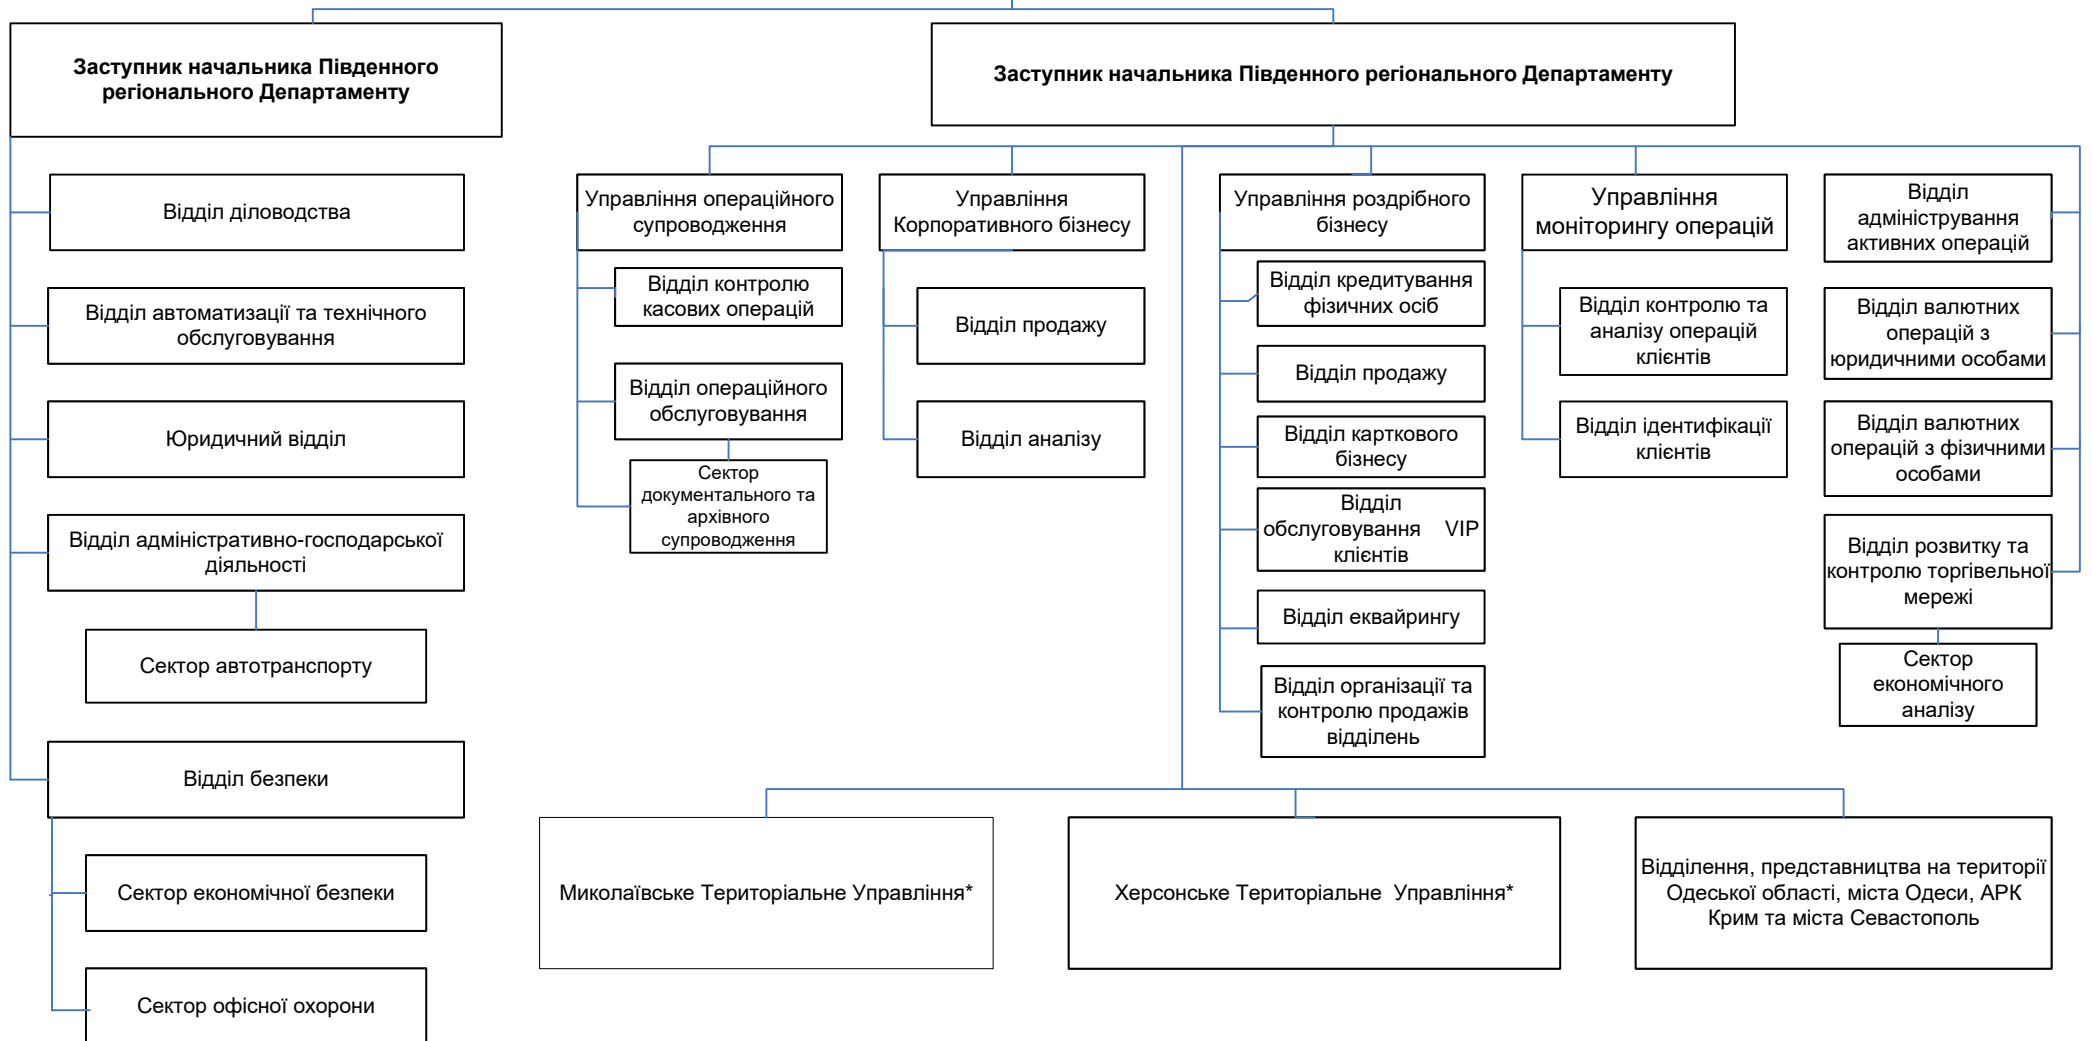 Заступник начальника Південного
регіонального Департаменту
Заступник начальника Південного регіонального Департаменту
Відділ діловодства
Відділ автоматизації та технічного
обслуговування
Юридичний відділ
Відділ адміністративно-господарської
діяльності
Сектор автотранспорту
Відділ безпеки
Сектор економічної безпеки
Сектор офісної охорони
Управління операційного
супроводження
Відділ контролю
касових операцій
Відділ операційного
обслуговування
Сектор
документального та
архівного
супроводження
Управління
Корпоративного бізнесу
Відділ продажу
Відділ аналізу
Управління роздрібного
бізнесу
Відділ кредитування
фізичних осіб
Відділ продажу
Відділ карткового
бізнесу
Відділ
обслуговування VIP
клієнтів
Відділ еквайрингу
Відділ організації та
контролю продажів
відділень
Управління
моніторингу операцій
Відділ контролю та
аналізу операцій
клієнтів
Відділ ідентифікації
клієнтів
Відділ
адміністрування
активних операцій
Відділ валютних
операцій з
юридичними особами
Відділ валютних
операцій з фізичними
особами
Відділ розвитку та
контролю торгівельної
мережі
Сектор
економічного
аналізу
Миколаївське Територіальне Управління*
Херсонське Територіальне Управління*
Відділення, представництва на території
Одеської області, міста Одеси, АРК
Крим та міста Севастополь